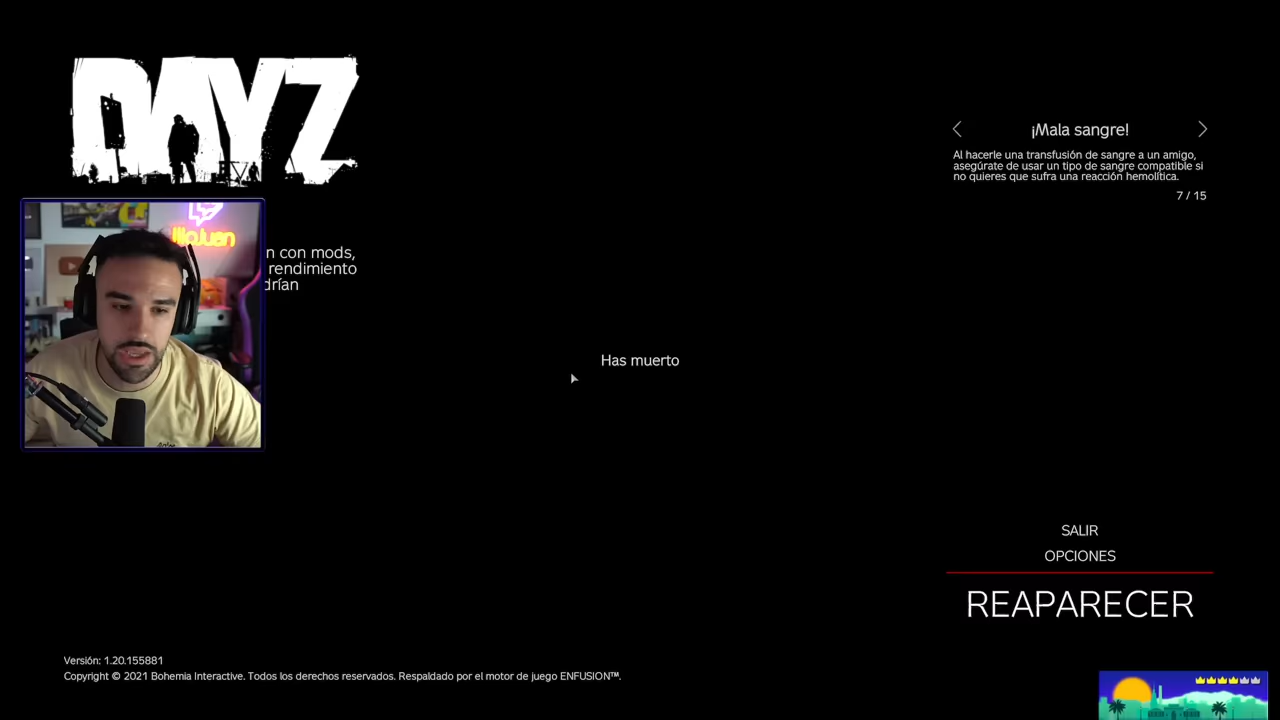 DAYZ
¡Mala sangre!
Al hacerle una transfusión de sangre a un amigo,
asegúrate de usar un tipo de sangre compatible si
no quieres que sufra una reacción hemolítica.
7 / 15
IlloJuan
n con mods,
rendimiento
drían
Has muerto
SALIR
OPCIONES
REAPARECER
Versión: 1.20.155881
Copyright © 2021 Bohemia Interactive. Todos los derechos reservados. Respaldado por el motor de juego ENFUSION™.